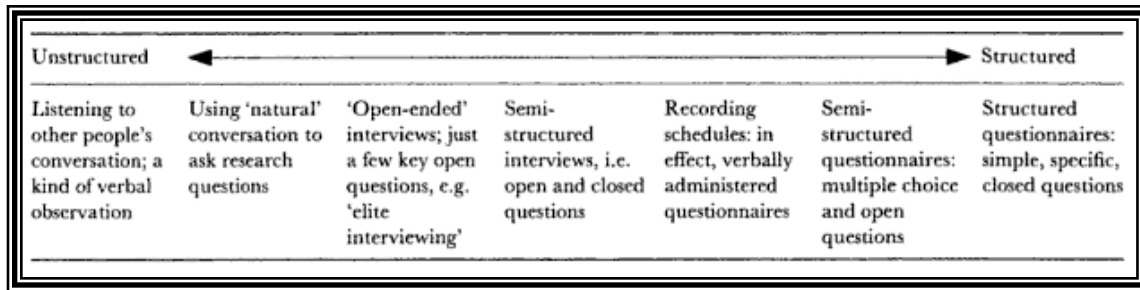 Unstructured
Structured
Listening to
other people's
conversation; a
kind of verbal
observation
Using 'natural'
conversation to
ask research
questions
'Open-ended'
interviews; just
a few key open
questions, e.g.
'elite
interviewing'
Semi-
structured
interviews, i.e.
open and closed
questions
Recording
schedules: in
effect, verbally
administered
questionnaires
Semi-
structured
questionnaires:
multiple choice
and open
questions
Structured
questionnaires:
simple, specific,
closed questions